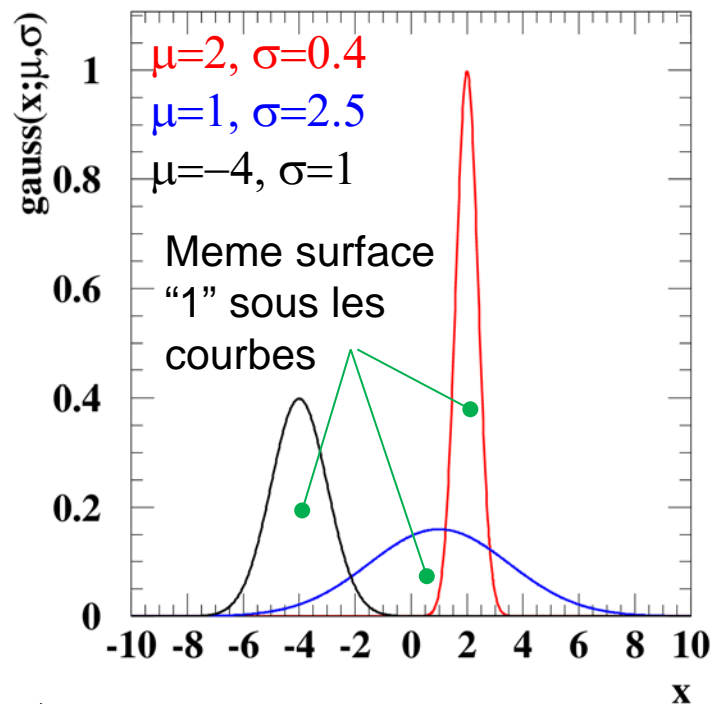 gauss(x;μ,σ)
μ=2, σ=0.4
μ=1, σ=2.5
μ=−4, σ=1
Meme surface
“1” sous les
courbes
1
0.8
0.6
0.4
0.2
0
-10 -8 -6 -4 -2 0 2 4 6 8 10
x